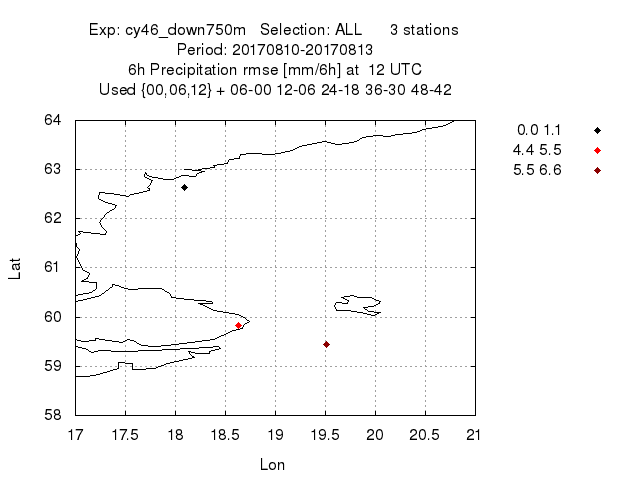 Exp: cy46_down750m Selection: ALL 3 stations
Period: 20170810-20170813
6h Precipitation rmse [mm/6h] at 12 UTC
Used {00,06,12} + 06-00 12-06 24-18 36-30 48-42
0.0 1.1
4.4 5.5
5.5 6.6
64
63
62
61
60
59
58
Lat
17 17.5 18 18.5 19 19.5 20 20.5 21
Lon